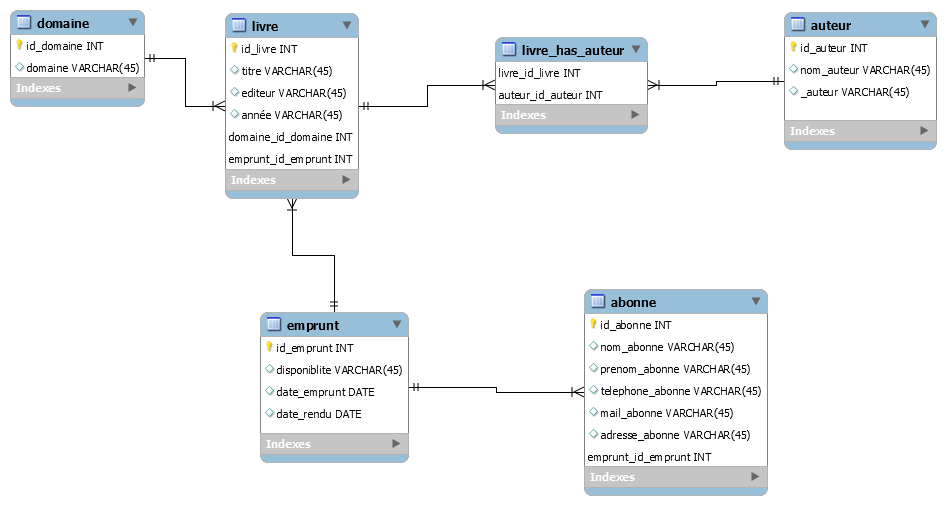 domaine
id_domaine INT
domaine VARCHAR(45)
Indexes
livre
id_livre INT
titre VARCHAR(45)
editeur VARCHAR(45)
année VARCHAR(45)
domaine_id_domaine INT
emprunt_id_emprunt INT
Indexes
livre_has_auteur
livre_id_livre INT
auteur_id_auteur INT
Indexes
auteur
id_auteur INT
nom_auteur VARCHAR(45)
_auteur VARCHAR(45)
Indexes
emprunt
id_emprunt INT
disponiblite VARCHAR(45)
date_emprunt DATE
date_rendu DATE
Indexes
abonne
id_abonne INT
nom_abonne VARCHAR(45)
prenom_abonne VARCHAR(45)
telephone_abonne VARCHAR(45)
mail_abonne VARCHAR(45)
adresse_abonne VARCHAR(45)
emprunt_id_emprunt INT
Indexes